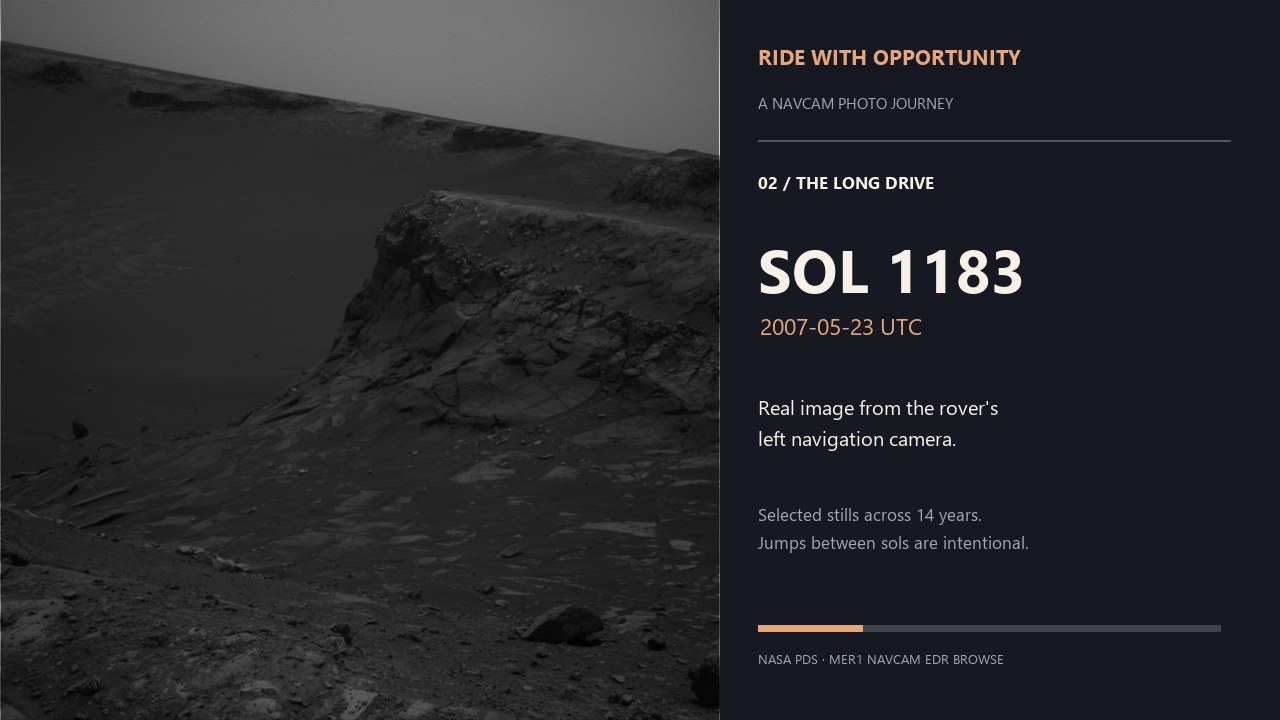 RIDE WITH OPPORTUNITY
A NAVCAM PHOTO JOURNEY
02 / THE LONG DRIVE
SOL 1183
2007-05-23 UTC
Real image from the rover's
left navigation camera.
Selected stills across 14 years.
Jumps between sols are intentional.
NASA PDS · MER1 NAVCAM EDR BROWSE